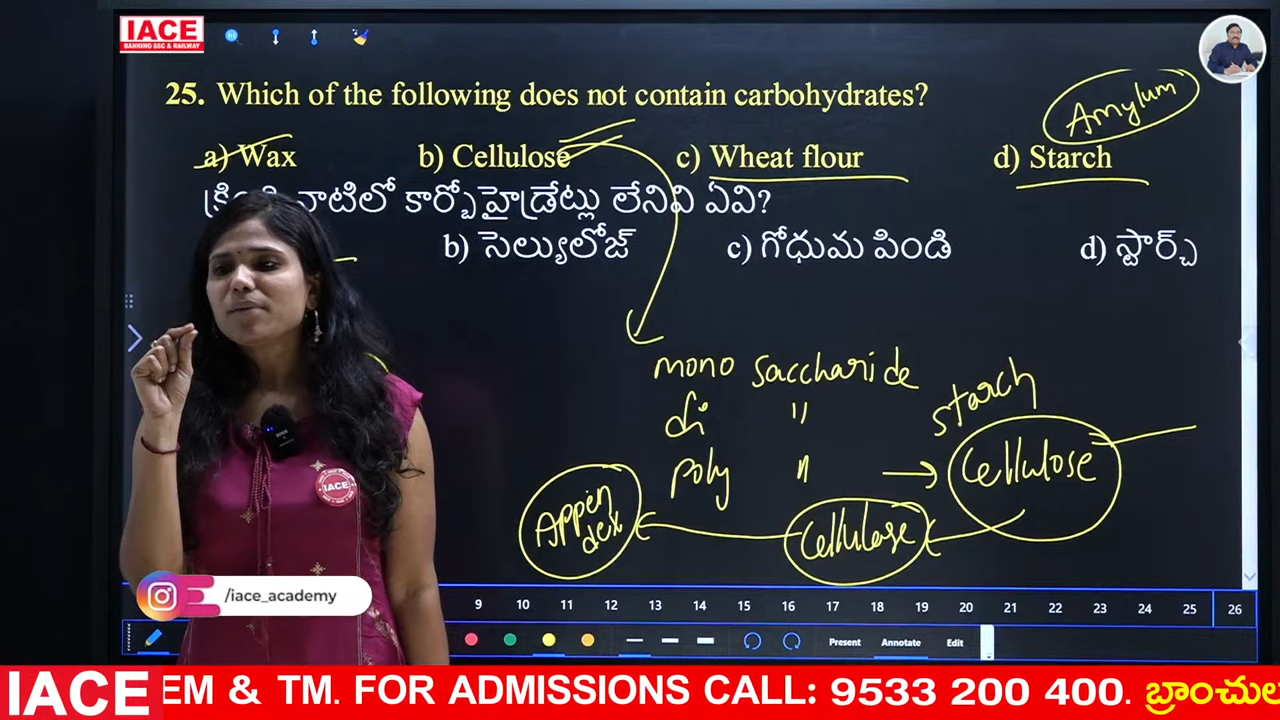 IACE
BANKING SSC & RAILWAY
25. Which of the following does not contain carbohydrates?
Amylum
a) Wax b) Cellulose c) Wheat flour d) Starch
వాటిలో కార్బోహైడ్రేట్లు లేనివి ఏవి?
b) సెల్యులోజ్ c) గోధుమ పిండి d) స్టార్చ్
mono saccharide
di "
starch
poly " → Cellulose
Appendex
Cellulase
IACE
/iace_academy
9 10 11 12 13 14 15 16 17 18 19 20 21 22 23 24 25 26
Present Annotate Edit
IACE EM & TM. FOR ADMISSIONS CALL: 9533 200 400.